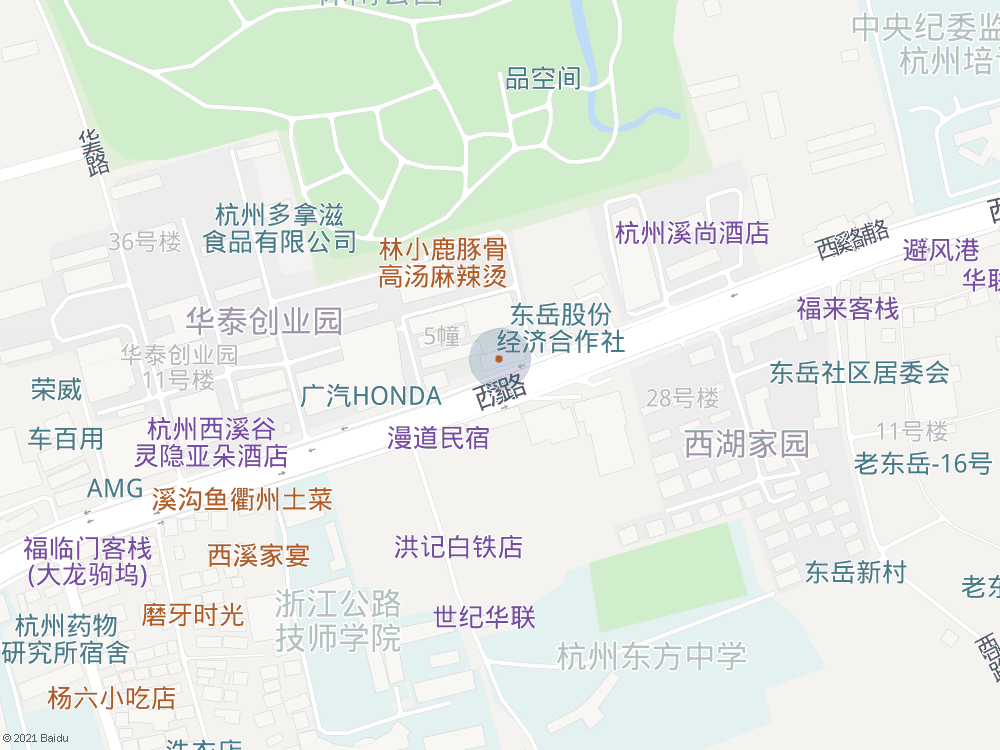 中央纪委监
杭州培训
品空间
华泰路
杭州多拿滋
食品有限公司
36号楼
林小鹿豚骨
高汤麻辣烫
杭州溪尚酒店
西溪路辅路
避风港
华联
福来客栈
华泰创业园
5幢
东岳股份
经济合作社
华泰创业园
11号楼
荣威
广汽HONDA
西溪路
东岳社区居委会
28号楼
车百用
杭州西溪谷
灵隐亚朵酒店
漫道民宿
西湖家园
11号楼
老东岳-16号
AMG
溪沟鱼衢州土菜
福临门客栈
(大龙驹坞)
西溪家宴
洪记白铁店
东岳新村
老东
磨牙时光
浙江公路
技师学院
世纪华联
杭州药物
研究所宿舍
杭州东方中学
杨六小吃店
洗衣店
© 2021 Baidu